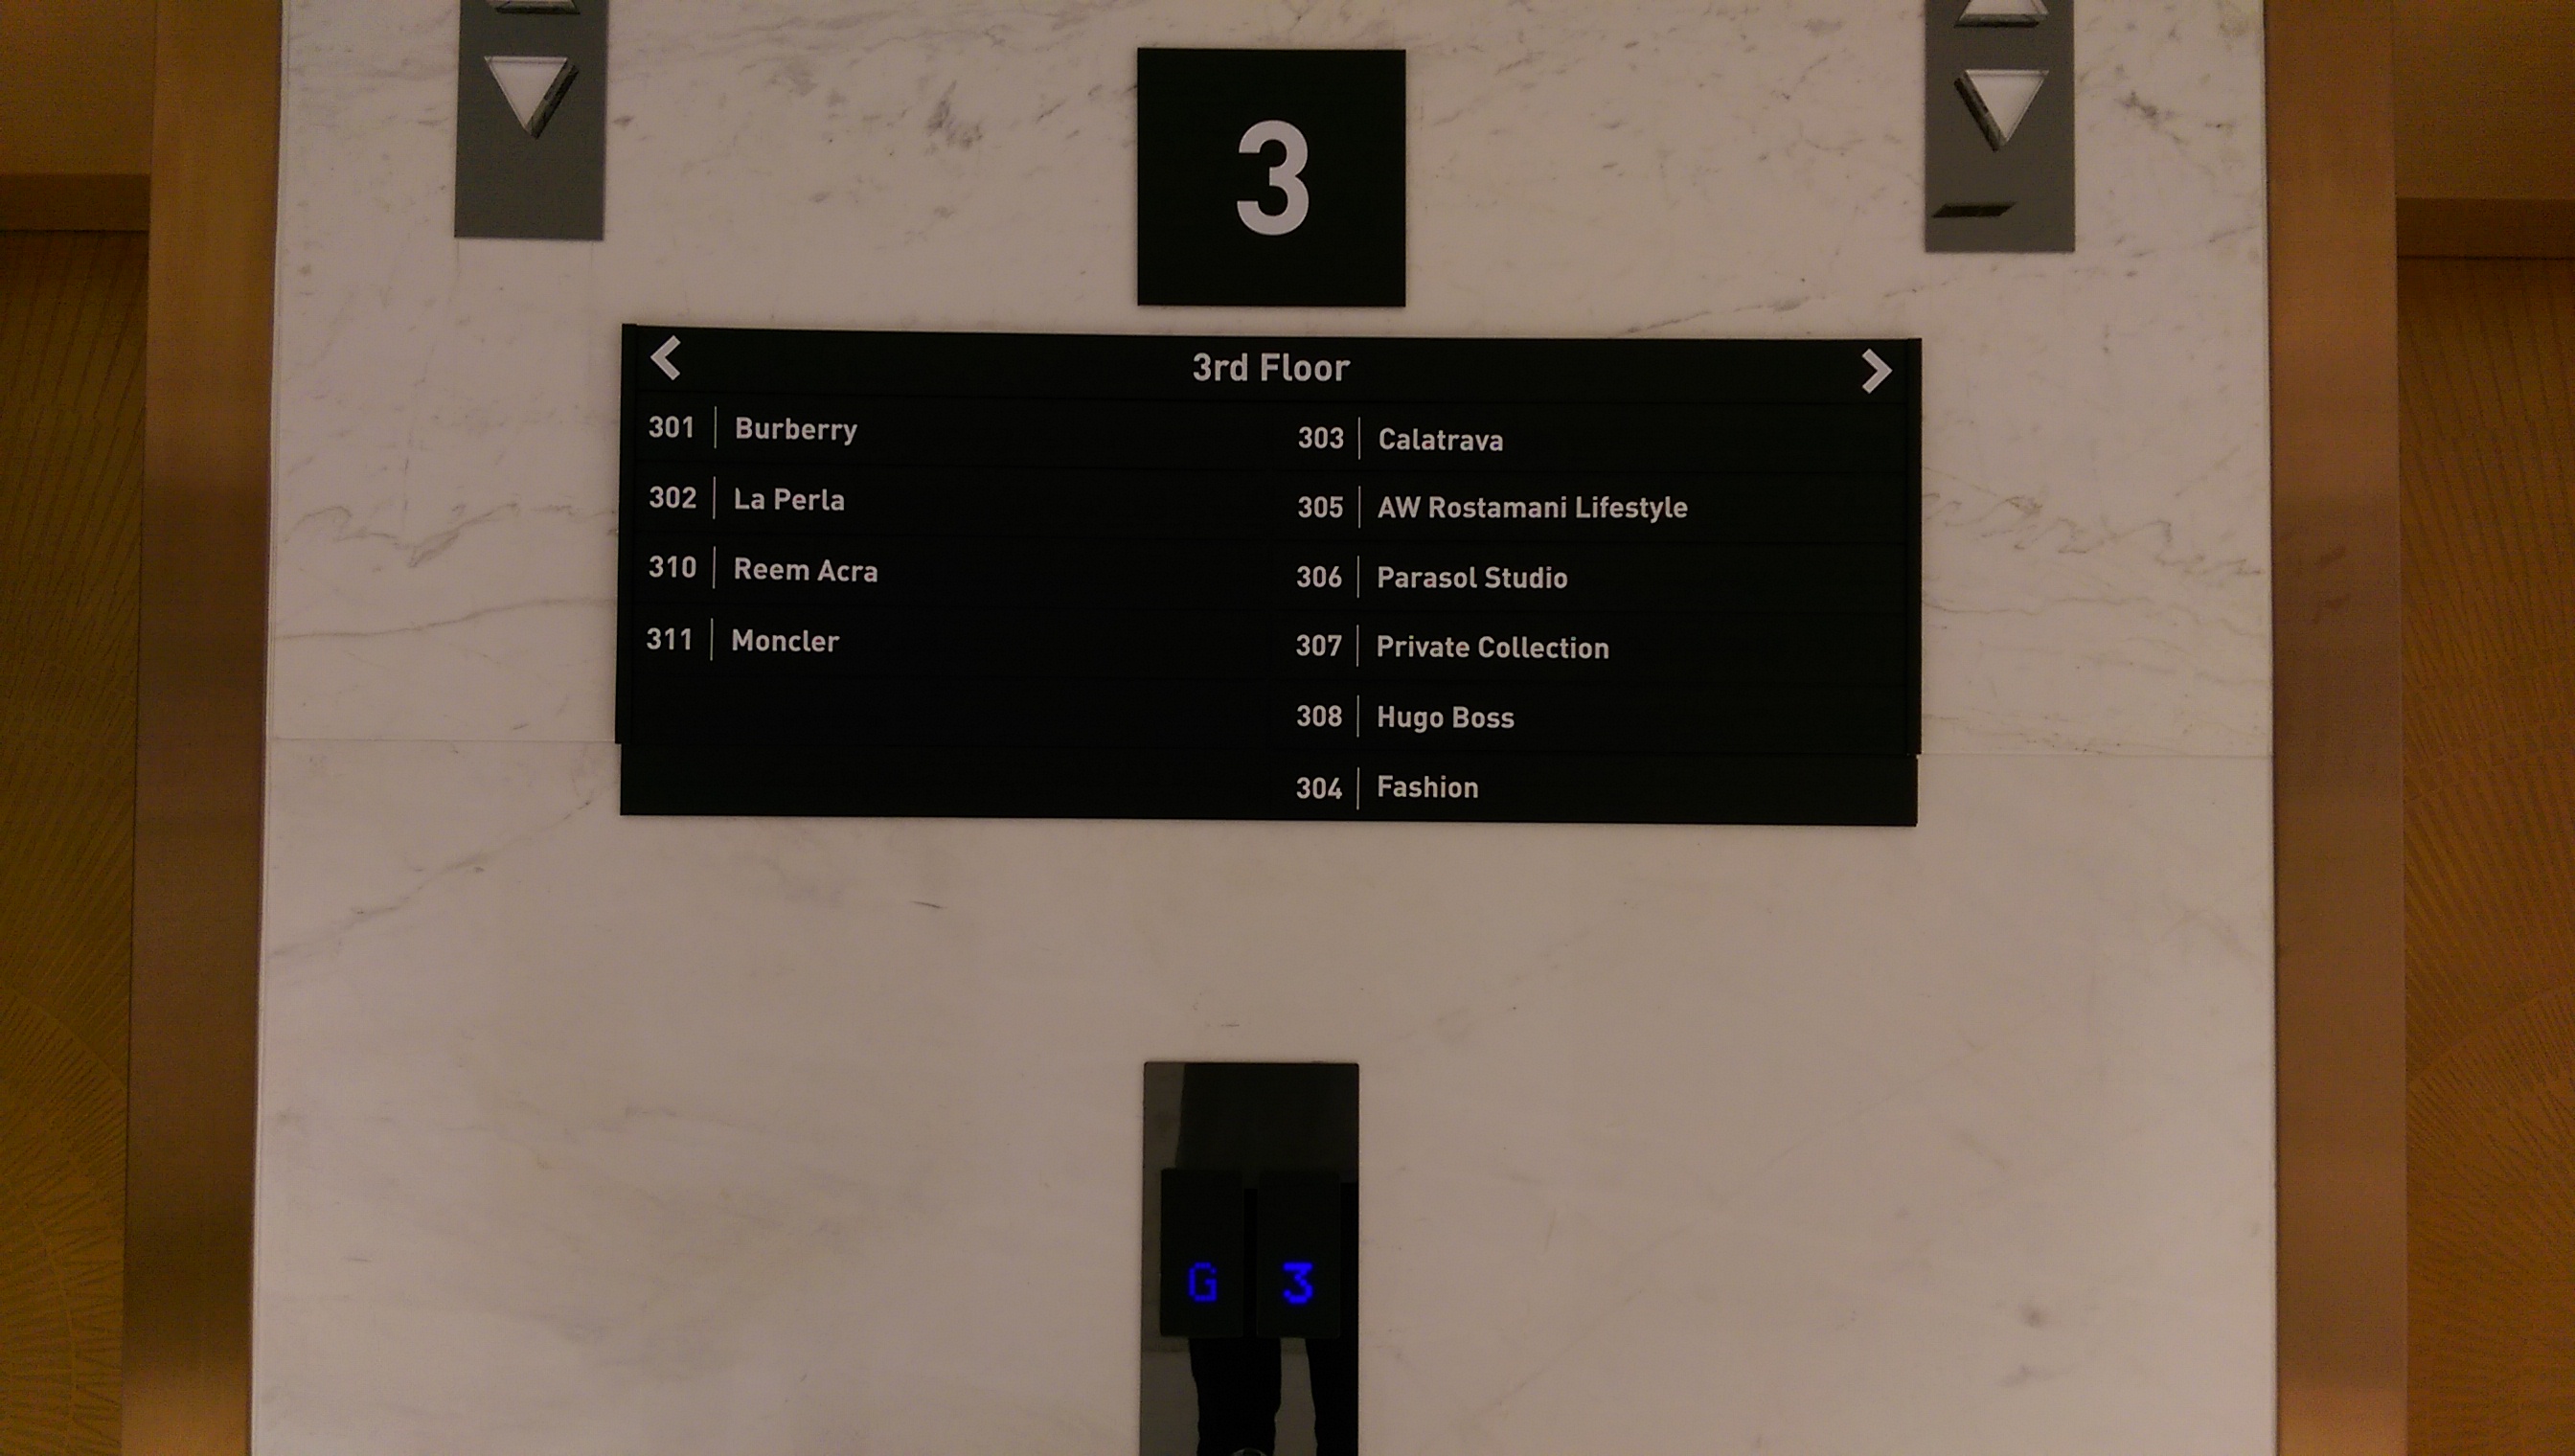 3
3rd Floor
301 Burberry
302 La Perla
310 Reem Acra
311 Moncler
303 Calatrava
305 AW Rostamani Lifestyle
306 Parasol Studio
307 Private Collection
308 Hugo Boss
304 Fashion
G 3